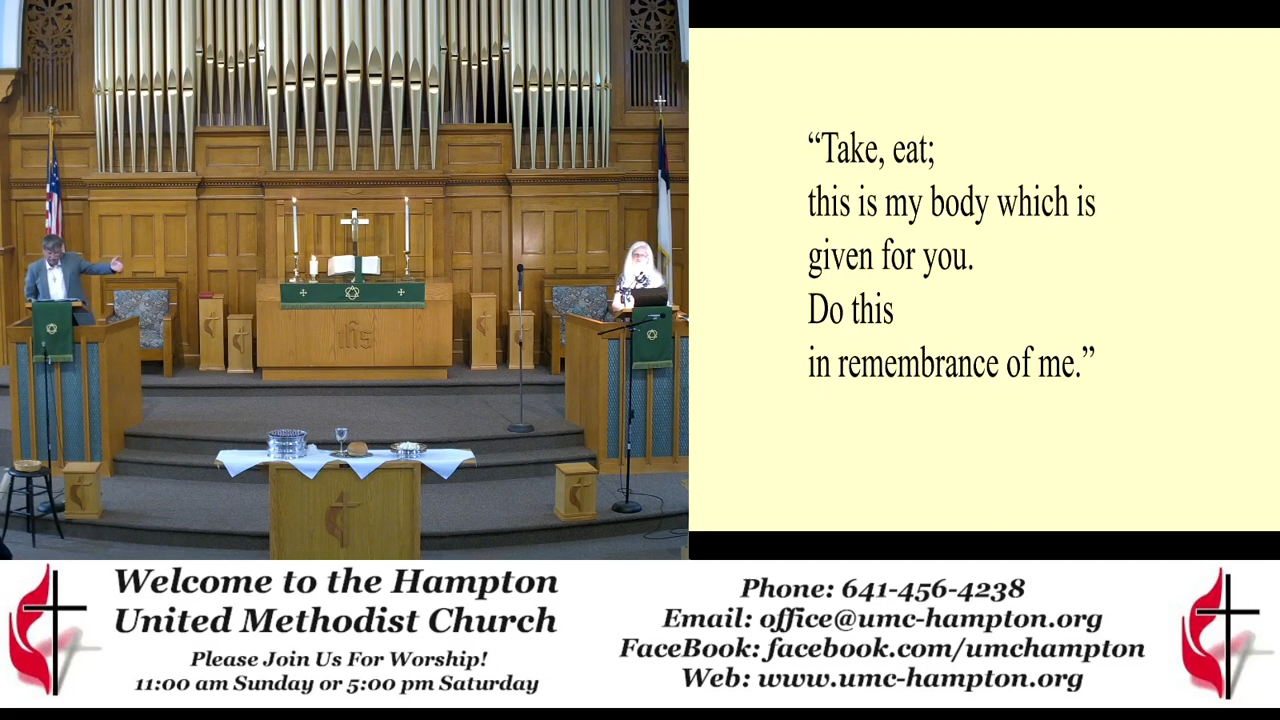 “Take, eat;
this is my body which is
given for you.
Do this
in remembrance of me.”
ihs
Welcome to the Hampton
United Methodist Church
Please Join Us For Worship!
11:00 am Sunday or 5:00 pm Saturday
Phone: 641-456-4238
Email: office@umc-hampton.org
FaceBook: facebook.com/umchampton
Web: www.umc-hampton.org